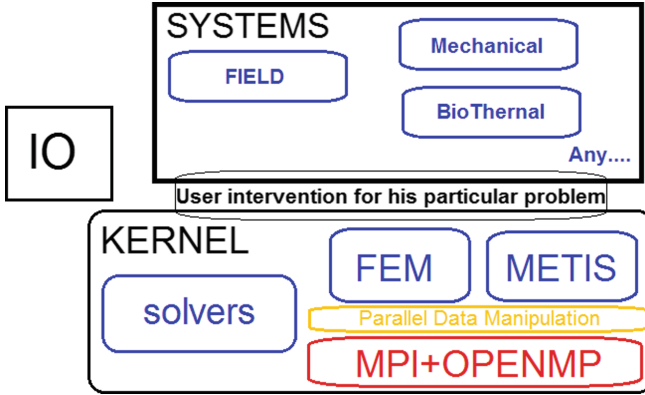 SYSTEMS
FIELD
Mechanical
BioThernal
Any....
IO
User intervention for his particular problem
KERNEL
solvers
FEM
METIS
Parallel Data Manipulation
MPI+OPENMP